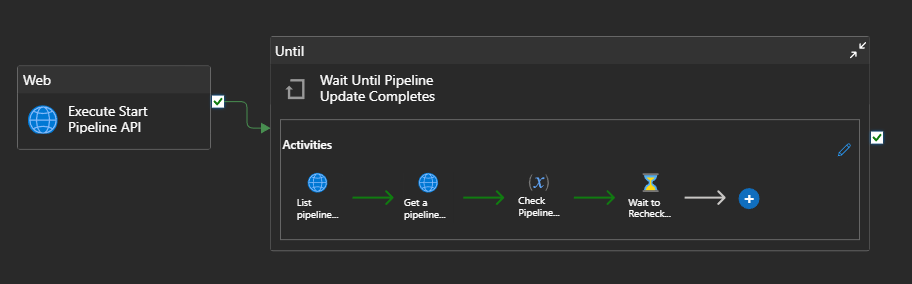 Web
Execute Start
Pipeline API
Until
Wait Until Pipeline
Update Completes
Activities
List
pipeline...
Get a
pipeline...
Check
Pipeline...
Wait to
Recheck...
(x)